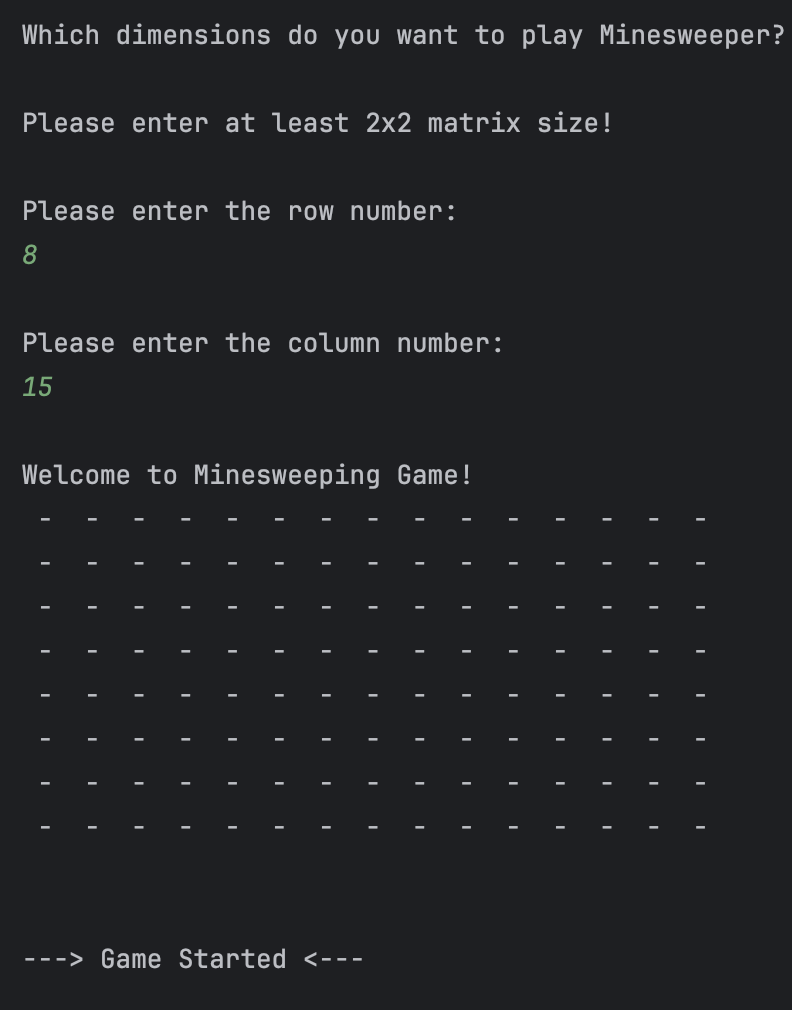 Which dimensions do you want to play Minesweeper?
Please enter at least 2x2 matrix size!
Please enter the row number:
8
Please enter the column number:
15
Welcome to Minesweeping Game!
-  -  -  -  -  -  -  -  -  -  -  -  -  -  -
-  -  -  -  -  -  -  -  -  -  -  -  -  -  -
-  -  -  -  -  -  -  -  -  -  -  -  -  -  -
-  -  -  -  -  -  -  -  -  -  -  -  -  -  -
-  -  -  -  -  -  -  -  -  -  -  -  -  -  -
-  -  -  -  -  -  -  -  -  -  -  -  -  -  -
-  -  -  -  -  -  -  -  -  -  -  -  -  -  -
-  -  -  -  -  -  -  -  -  -  -  -  -  -  -
---> Game Started <---